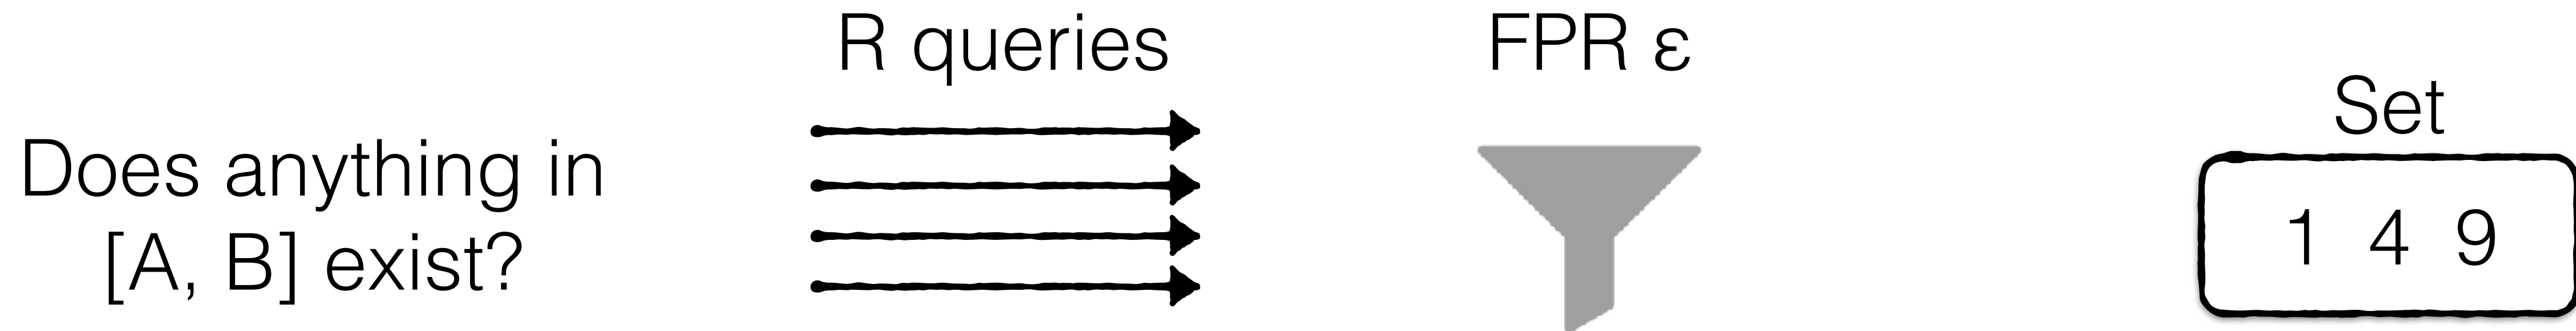 Does anything in
[A, B] exist?
R queries
FPR ε
Set
1 4 9